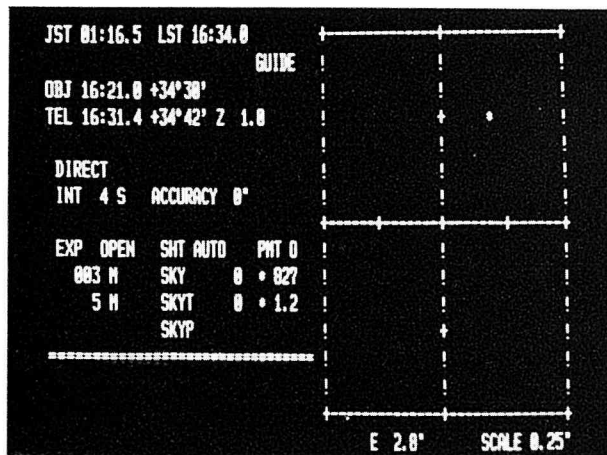 JST 01:16.5 LST 16:34.0
GUIDE
OBJ 16:21.0 +34°30'
TEL 16:31.4 +34°42' Z 1.0
DIRECT
INT 4 S ACCURACY 0"
EXP OPEN SHT AUTO PMT O
003 M SKY 0 * 827
5 M SKYT 0 * 1.2
SKYP
E 2.8" SCALE 0.25"